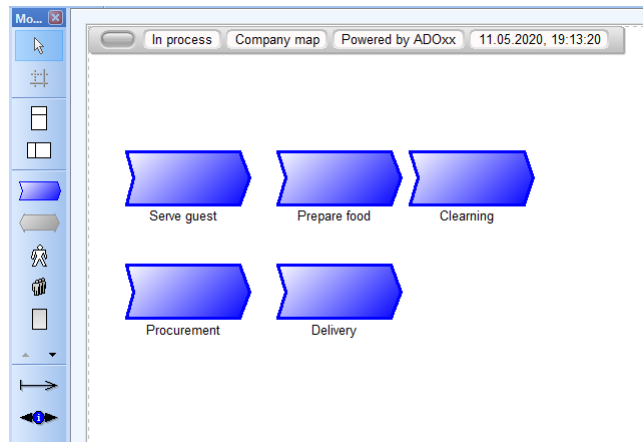 Mo...
In process Company map Powered by ADOxx 11.05.2020, 19:13:20
Serve guest Prepare food Clearning
Procurement Delivery
i